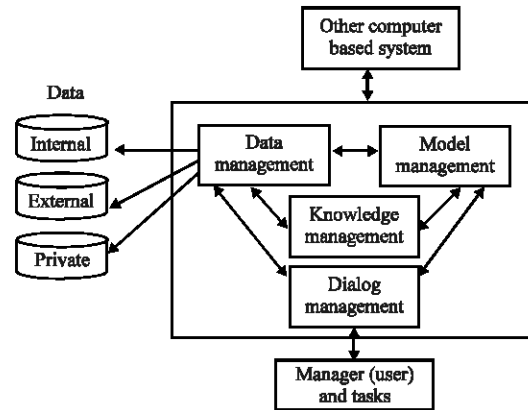 Other computer
based system
Data
Internal
External
Private
Data
management
Model
management
Knowledge
management
Dialog
management
Manager (user)
and tasks